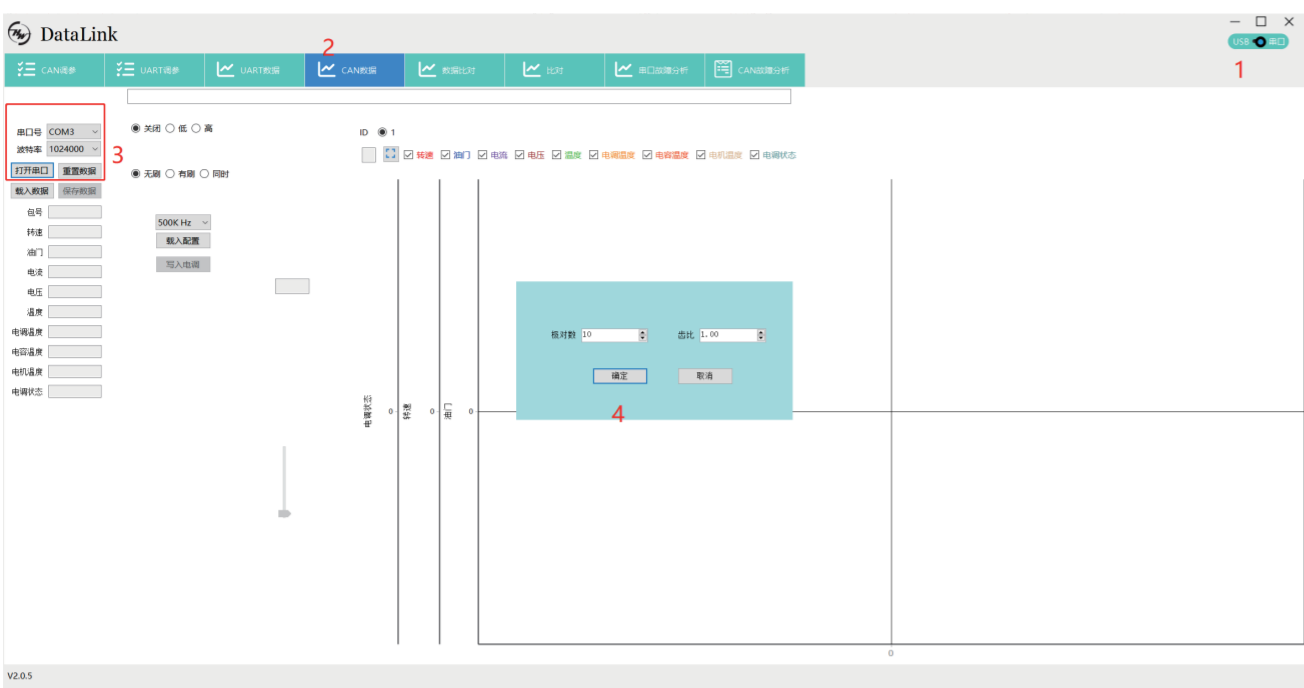 DataLink
USB 串口
1
2
CAN调参 UART调参 UART数据 CAN数据 数据比对 比对 串口故障分析 CAN故障分析
串口号 COM3
波特率 1024000
3
打开串口 重置数据
载入数据 保存数据
关闭 低 高
无刷 有刷 同时
ID 1
转速 油门 电流 电压 温度 电调温度 电容温度 电机温度 电调状态
包号
转速
油门
电流
电压
温度
电调温度
电容温度
电机温度
电调状态
500K Hz
载入配置
写入电调
极对数 10 齿比 1.00
确定 取消
4
电调状态 0 转速 0 油门 0
0
V2.0.5